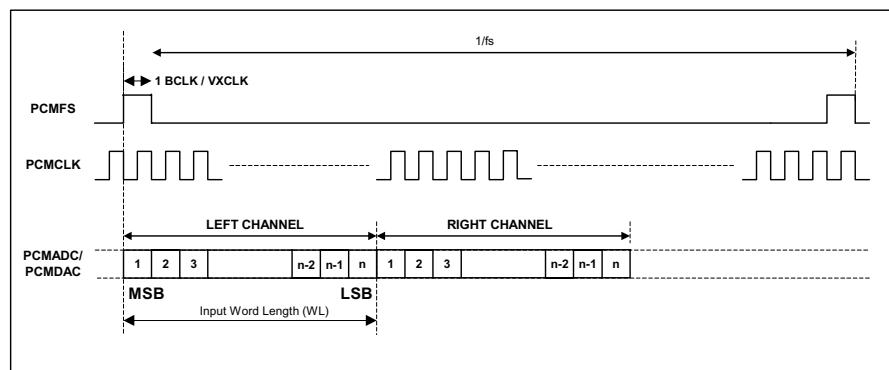 1/fs
1 BCLK / VXCLK
PCMFS
PCMCLK
LEFT CHANNEL RIGHT CHANNEL
PCMADC/
PCMDAC
1 2 3 n-2 n-1 n 1 2 3 n-2 n-1 n
MSB LSB
Input Word Length (WL)